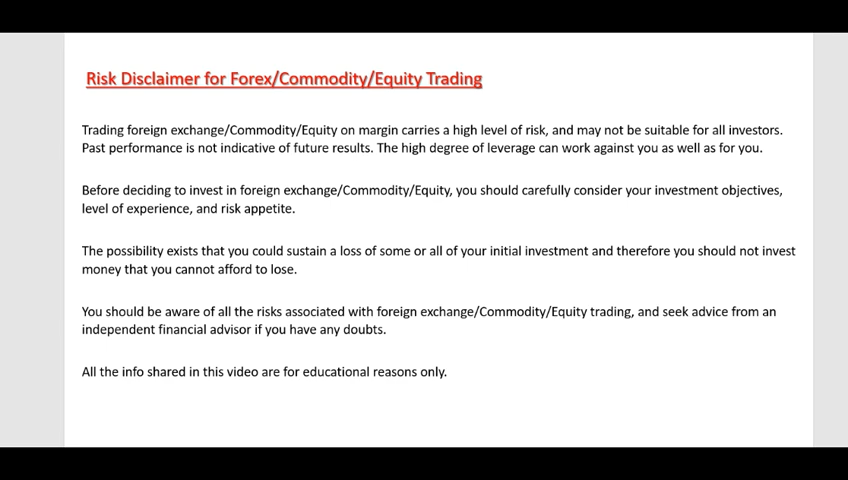 Risk Disclaimer for Forex/Commodity/Equity Trading
Trading foreign exchange/Commodity/Equity on margin carries a high level of risk, and may not be suitable for all investors.
Past performance is not indicative of future results. The high degree of leverage can work against you as well as for you.
Before deciding to invest in foreign exchange/Commodity/Equity, you should carefully consider your investment objectives,
level of experience, and risk appetite.
The possibility exists that you could sustain a loss of some or all of your initial investment and therefore you should not invest
money that you cannot afford to lose.
You should be aware of all the risks associated with foreign exchange/Commodity/Equity trading, and seek advice from an
independent financial advisor if you have any doubts.
All the info shared in this video are for educational reasons only.